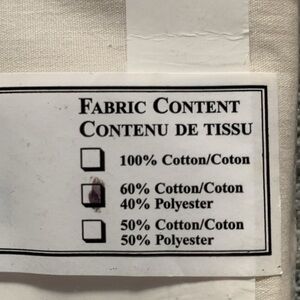 FABRIC CONTENT
CONTENU DE TISSU
100% Cotton/Coton
60% Cotton/Coton
40% Polyester
50% Cotton/Coton
50% Polyester